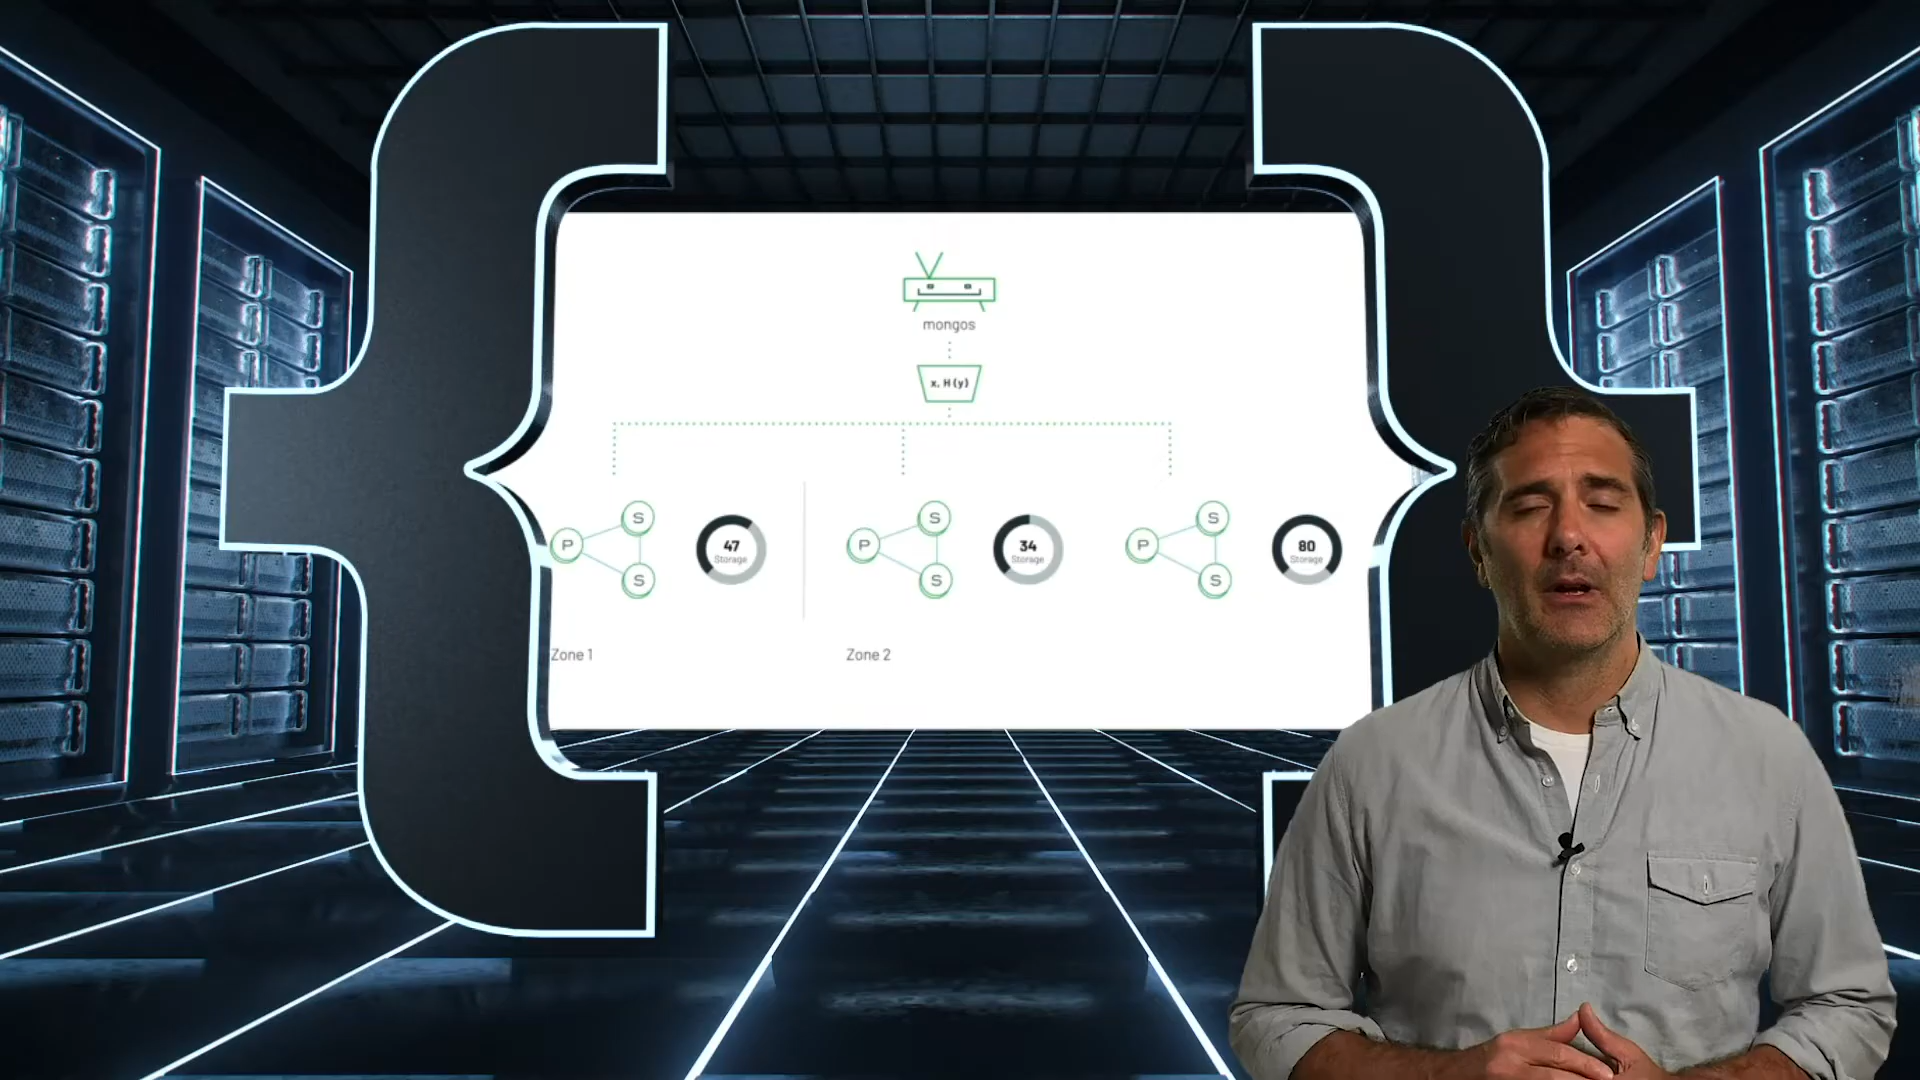 mongos
x, H(y)
P S S 47 Storage
P S S 34 Storage
P S S 80 Storage
Zone 1
Zone 2